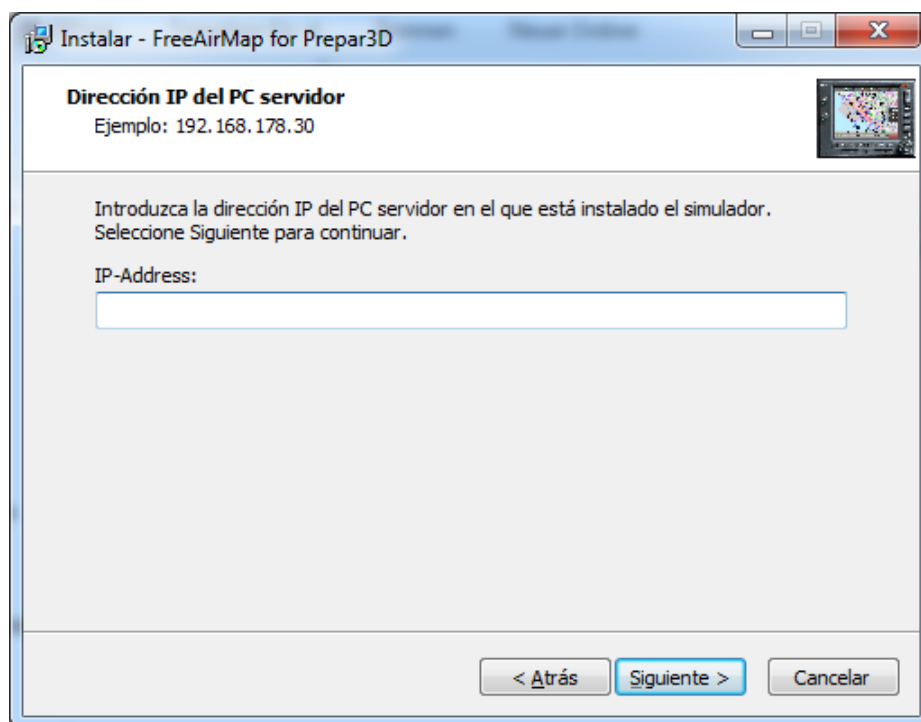 Instalar - FreeAirMap for Prepar3D
Dirección IP del PC servidor
Ejemplo: 192.168.178.30
Introduzca la dirección IP del PC servidor en el que está instalado el simulador.
Seleccione Siguiente para continuar.
IP-Address:
< Atrás
Siguiente >
Cancelar